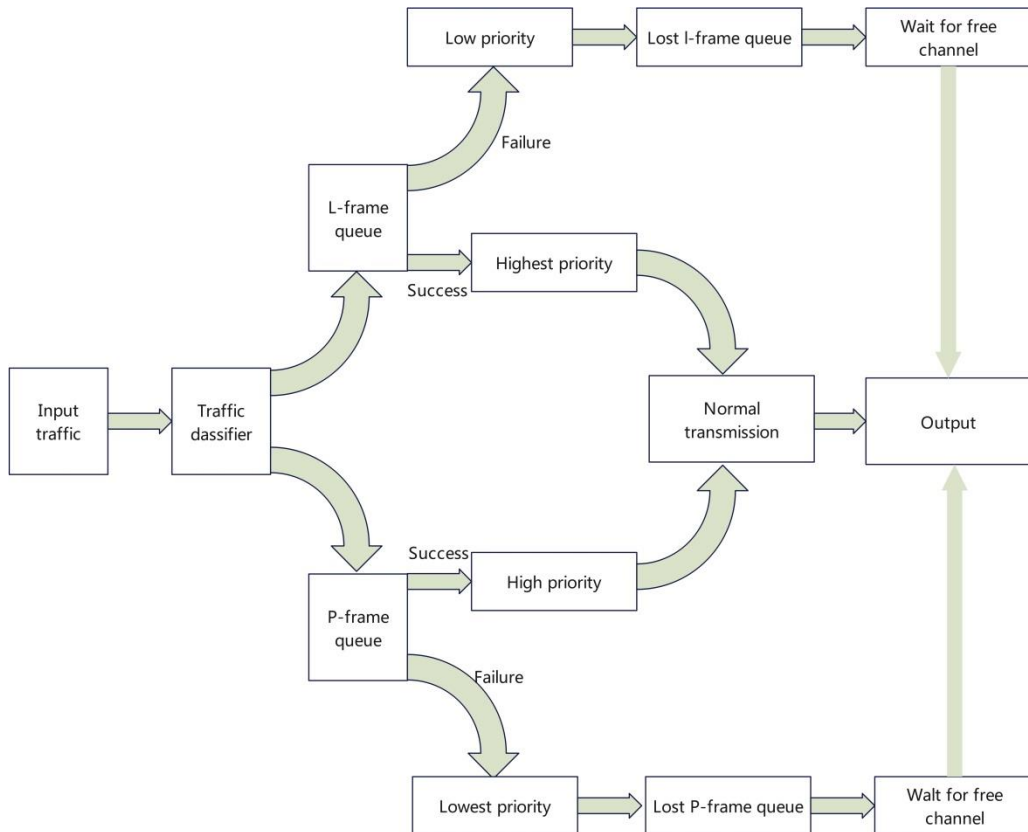 Low priority
Lost l-frame queue
Wait for free
channel
Failure
L-frame
queue
Success
Highest priority
Input
traffic
Traffic
dassifier
Normal
transmission
Output
Success
High priority
P-frame
queue
Failure
Lowest priority
Lost P-frame queue
Walt for free
channel